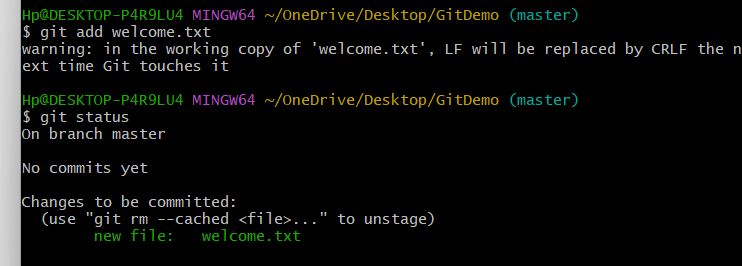 Hp@DESKTOP-P4R9LU4 MINGW64 ~/OneDrive/Desktop/GitDemo (master)
$ git add welcome.txt
warning: in the working copy of 'welcome.txt', LF will be replaced by CRLF the n
ext time Git touches it

Hp@DESKTOP-P4R9LU4 MINGW64 ~/OneDrive/Desktop/GitDemo (master)
$ git status
On branch master

No commits yet

Changes to be committed:
  (use "git rm --cached <file>..." to unstage)
        new file:   welcome.txt